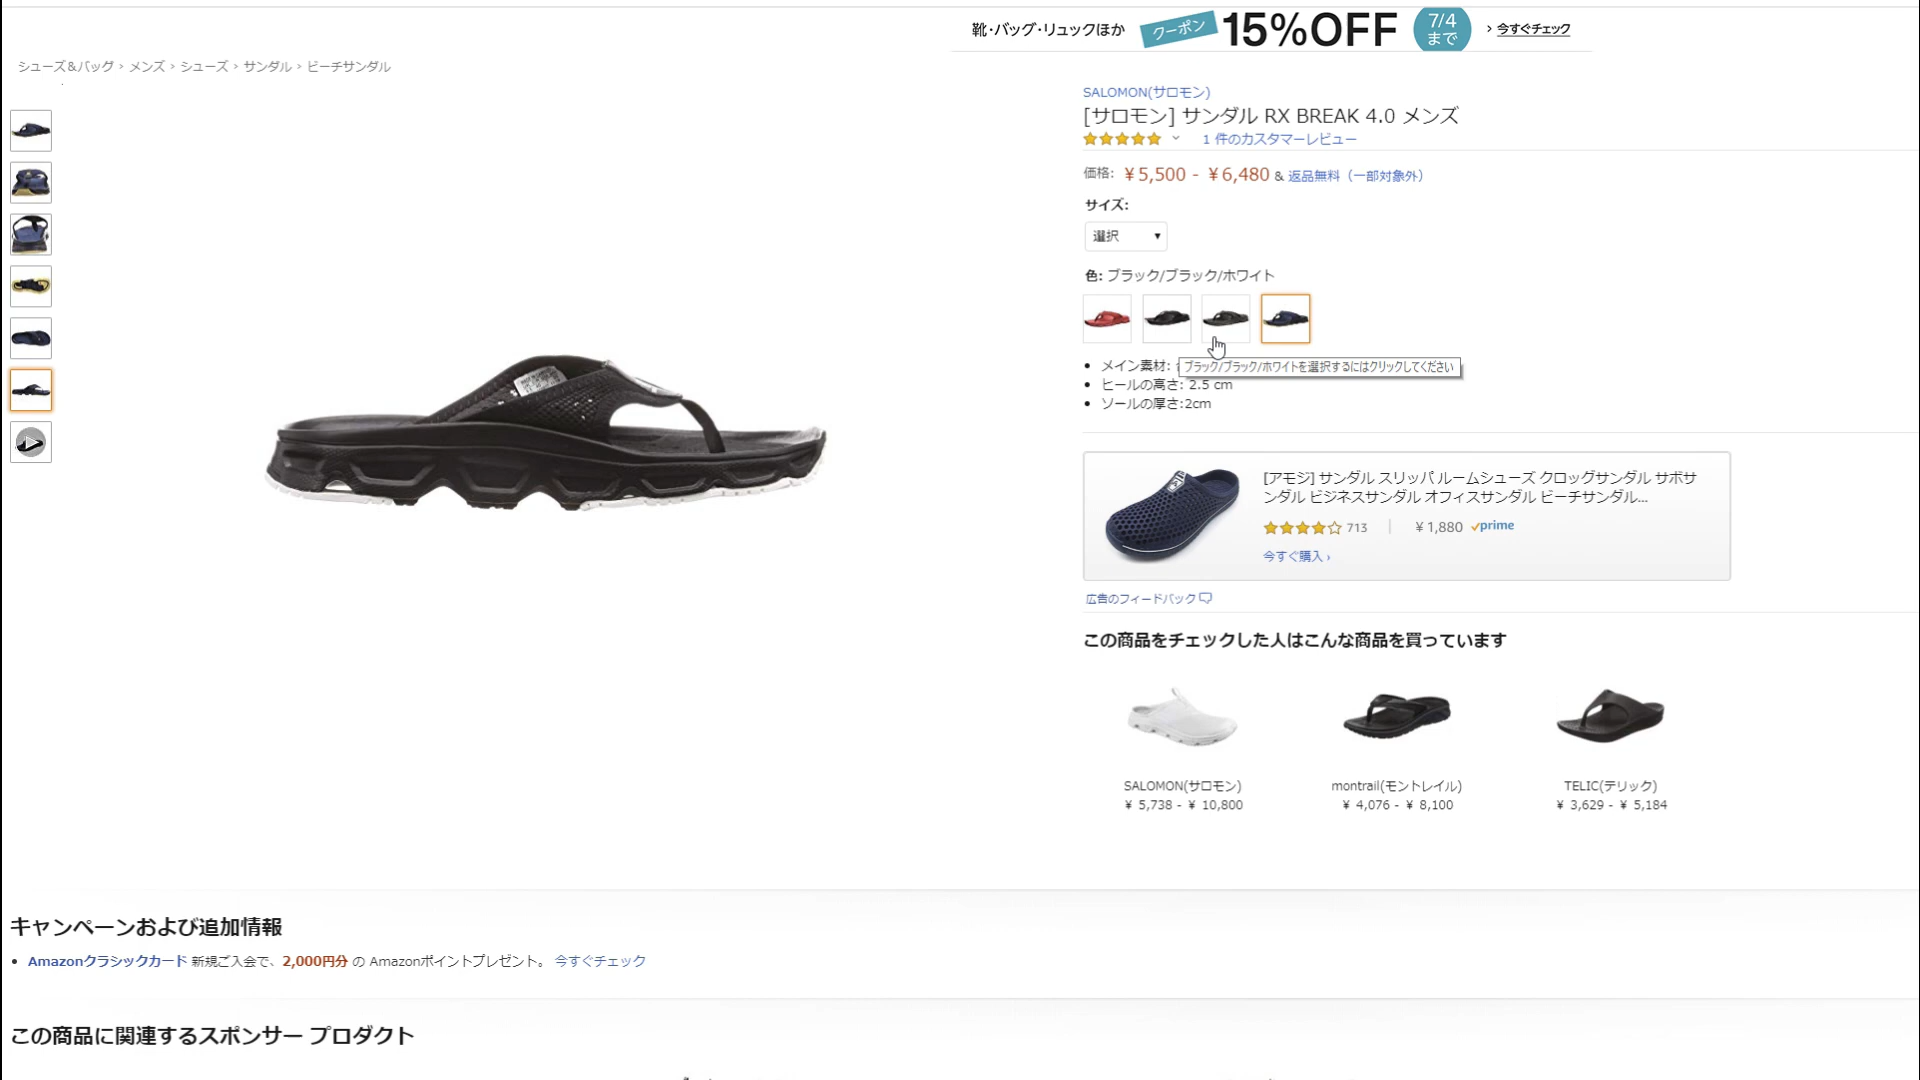 靴・バッグ・リュックほか クーポン 15%OFF 7/4 まで › 今すぐチェック
シューズ＆バッグ › メンズ › シューズ › サンダル › ビーチサンダル
SALOMON(サロモン)
[サロモン] サンダル RX BREAK 4.0 メンズ
1 件のカスタマーレビュー
価格: ￥5,500 - ￥6,480 & 返品無料（一部対象外）
サイズ:
選択
色: ブラック/ブラック/ホワイト
メイン素材:
ブラック/ブラック/ホワイトを選択するにはクリックしてください
ヒールの高さ: 2.5 cm
ソールの厚さ:2cm
[アモジ] サンダル スリッパ ルームシューズ クロッグサンダル サボサ
ンダル ビジネスサンダル オフィスサンダル ビーチサンダル...
713 ￥1,880 prime
今すぐ購入 ›
広告のフィードバック
この商品をチェックした人はこんな商品を買っています
SALOMON(サロモン)
￥ 5,738 - ￥ 10,800
montrail(モントレイル)
￥ 4,076 - ￥ 8,100
TELIC(テリック)
￥ 3,629 - ￥ 5,184
キャンペーンおよび追加情報
Amazonクラシックカード 新規ご入会で、2,000円分 の Amazonポイントプレゼント。 今すぐチェック
この商品に関連するスポンサー プロダクト